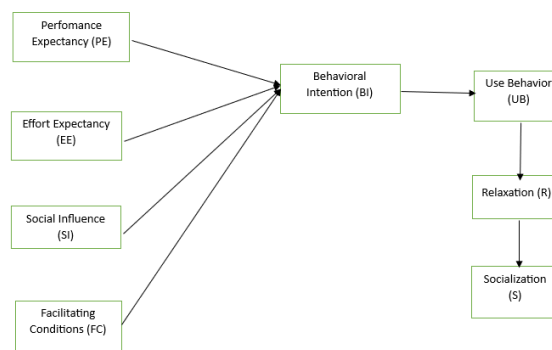 Perfomance
Expectancy (PE)
Behavioral
Intention (BI)
Use Behavior
(UB)
Effort Expectancy
(EE)
Relaxation (R)
Social Influence
(SI)
Socialization
(S)
Facilitating
Conditions (FC)